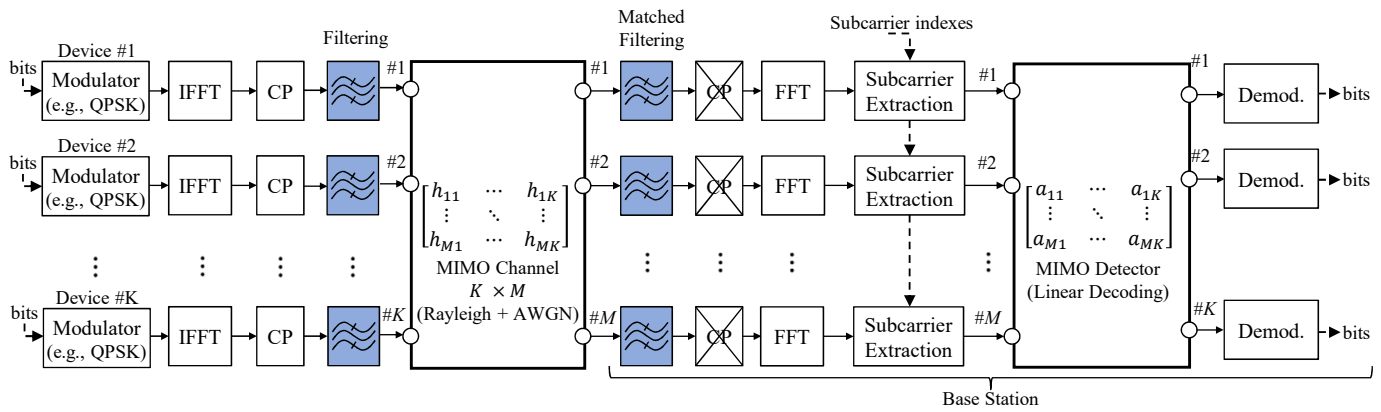 Subcarrier indexes
Matched
Filtering
Filtering
Device #1
bits
Modulator
(e.g., QPSK)
IFFT
CP
#1
#1
CP
FFT
Subcarrier
Extraction
#1
#1
Demod.
bits
Device #2
bits
Modulator
(e.g., QPSK)
IFFT
CP
#2
#2
CP
FFT
Subcarrier
Extraction
#2
#2
Demod.
bits
h11 ⋯ h1K
⋮ ⋱ ⋮
hM1 ⋯ hMK
MIMO Channel
K × M
(Rayleigh + AWGN)
a11 ⋯ a1K
⋮ ⋱ ⋮
aM1 ⋯ aMK
MIMO Detector
(Linear Decoding)
Device #K
bits
Modulator
(e.g., QPSK)
IFFT
CP
#K
#M
CP
FFT
Subcarrier
Extraction
#M
#K
Demod.
bits
Base Station